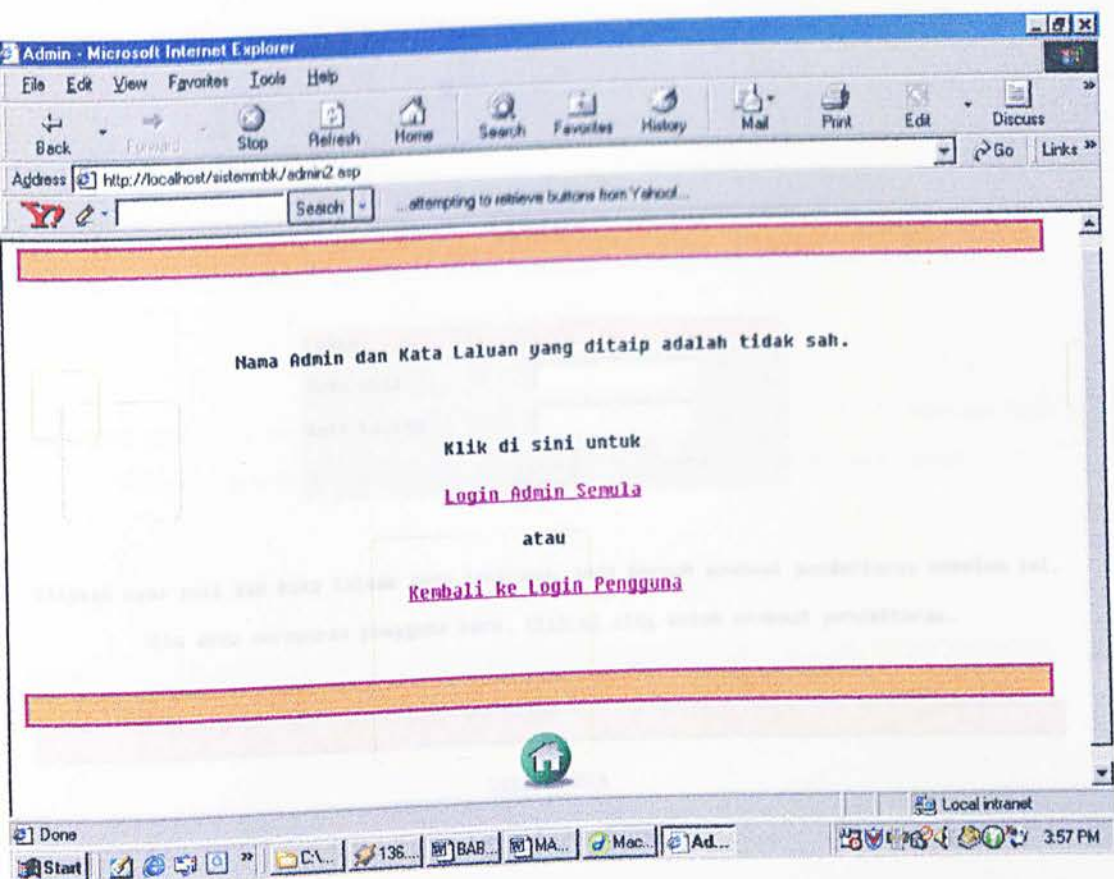 Admin - Microsoft Internet Explorer
File Edit View Favorites Tools Help
Back Forward Stop Refresh Home Search Favorites History Mail Print Edit Discuss »
Address http://localhost/sistemmbk/admin2.asp Go Links »
Y! Search ...attempting to retrieve buttons from Yahoo!...
Nama Admin dan Kata Laluan yang ditaip adalah tidak sah.
Klik di sini untuk
Login Admin Semula
atau
Kembali ke Login Pengguna
Done Local intranet
Start » C:\... 136... BAB... MA... Mac... Ad... 3:57 PM